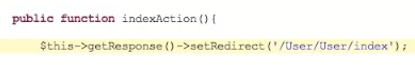 public function indexAction(){
$this->getResponse()->setRedirect('/User/User/index');